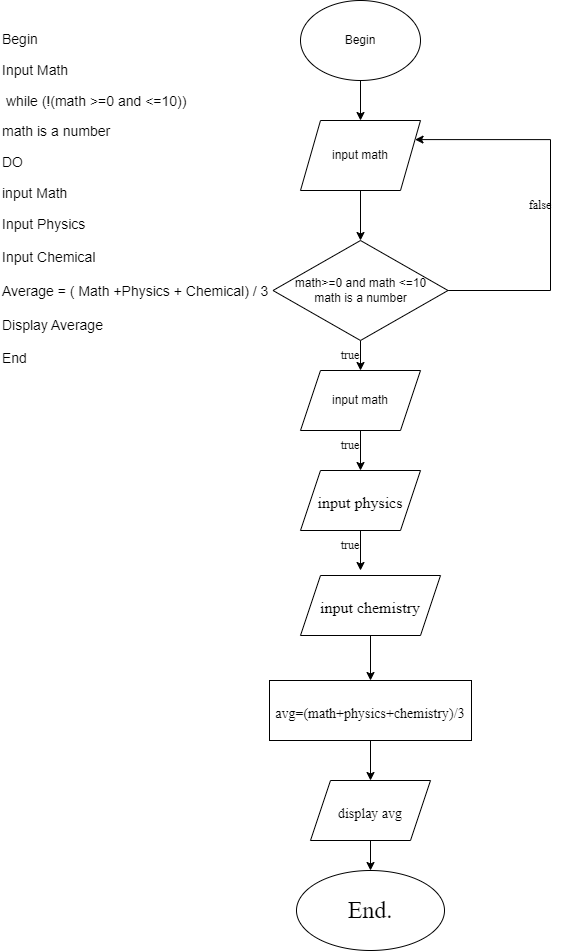 Begin
Input Math
while (!(math >=0 and <=10))
math is a number
DO
input Math
Input Physics
Input Chemical
Average = ( Math +Physics + Chemical) / 3
Display Average
End
Begin
input math
false
math>=0 and math <=10
math is a number
true
input math
true
input physics
true
input chemistry
avg=(math+physics+chemistry)/3
display avg
End.